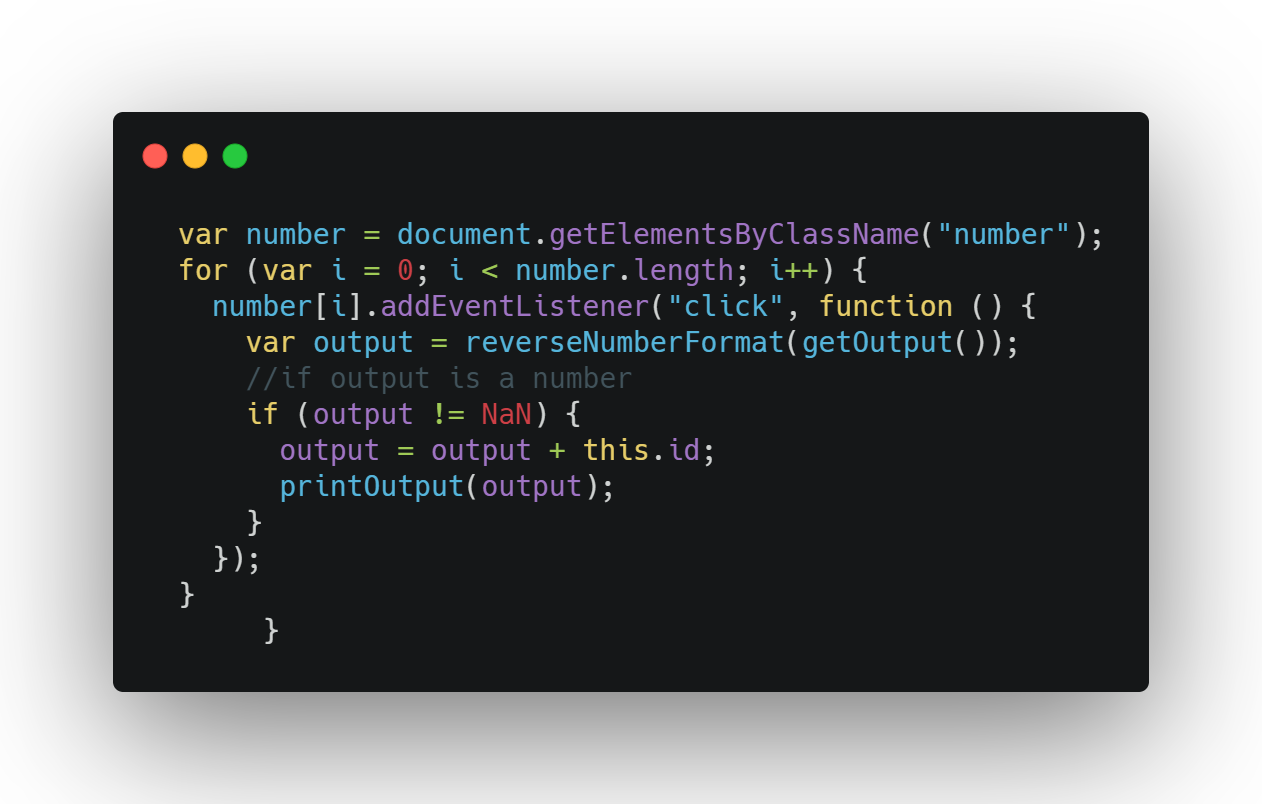 var number = document.getElementsByClassName("number");
for (var i = 0; i < number.length; i++) {
  number[i].addEventListener("click", function () {
    var output = reverseNumberFormat(getOutput());
    //if output is a number
    if (output != NaN) {
      output = output + this.id;
      printOutput(output);
    }
  });
}
     }